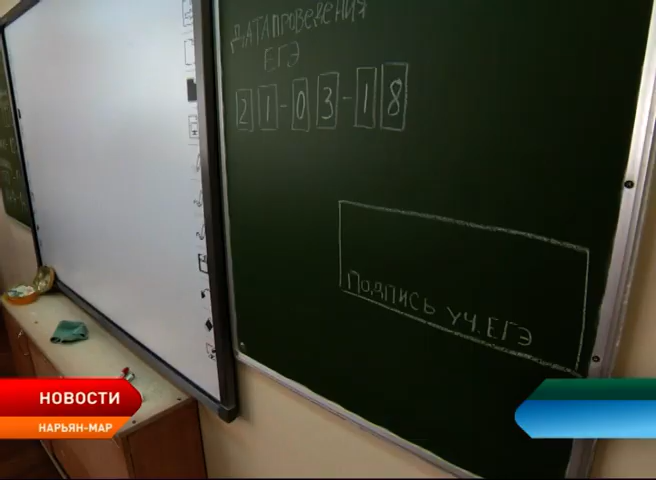 ДАТА ПРОВЕДЕНИЯ
ЕГЭ
21-03-18
ПОДПИСЬ УЧ. ЕГЭ
НОВОСТИ
НАРЬЯН-МАР